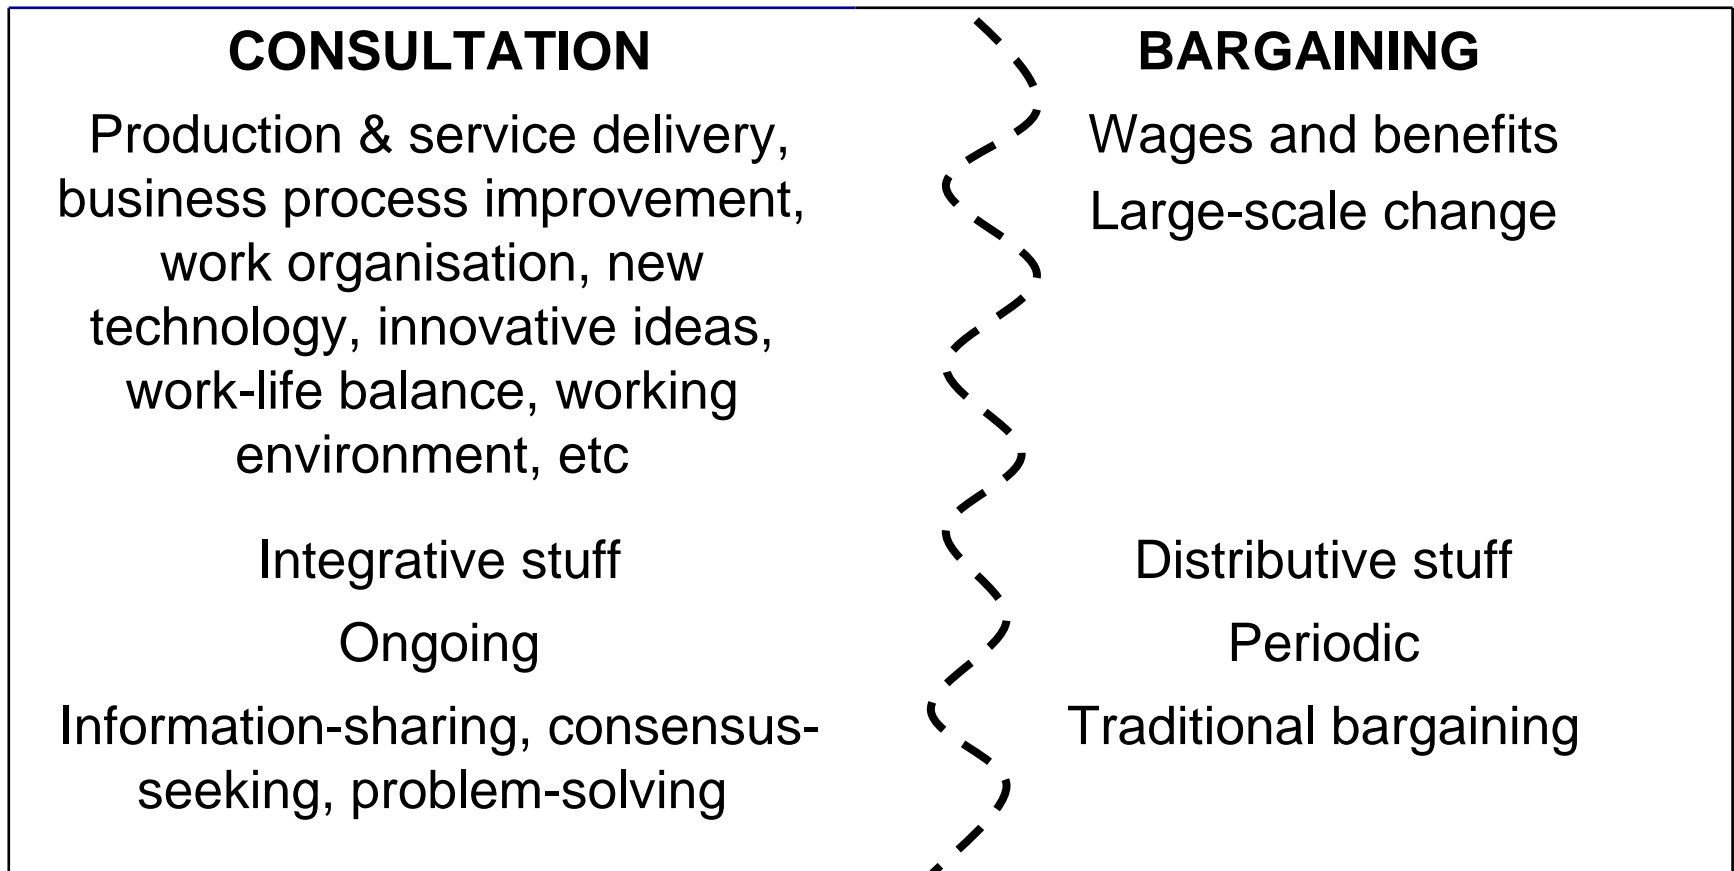 CONSULTATION
Production & service delivery,
business process improvement,
work organisation, new
technology, innovative ideas,
work-life balance, working
environment, etc
Integrative stuff
Ongoing
Information-sharing, consensus-
seeking, problem-solving
BARGAINING
Wages and benefits
Large-scale change
Distributive stuff
Periodic
Traditional bargaining